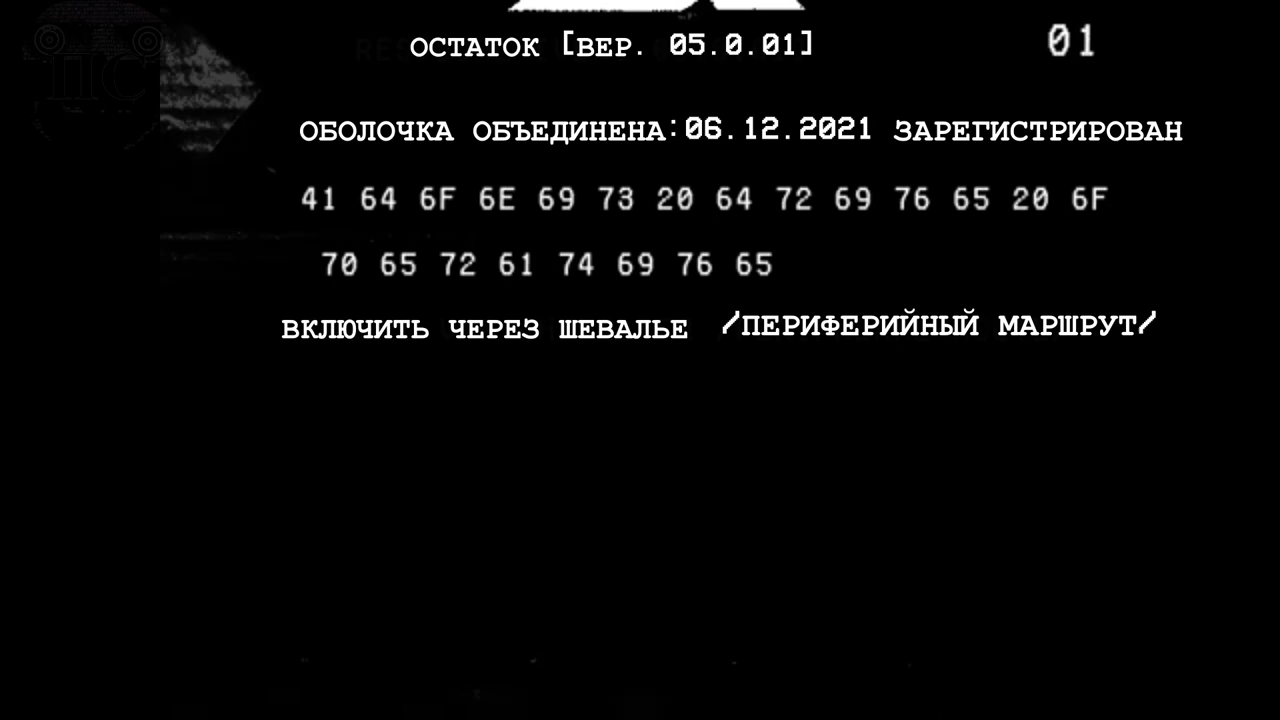 ОСТАТОК [ВЕР. 05.0.01]
01
ОБОЛОЧКА ОБЪЕДИНЕНА:06.12.2021 ЗАРЕГИСТРИРОВАН
41 64 6F 6E 69 73 20 64 72 69 76 65 20 6F
70 65 72 61 74 69 76 65
ВКЛЮЧИТЬ ЧЕРЕЗ ШЕВАЛЬЕ /ПЕРИФЕРИЙНЫЙ МАРШРУТ/
ПС